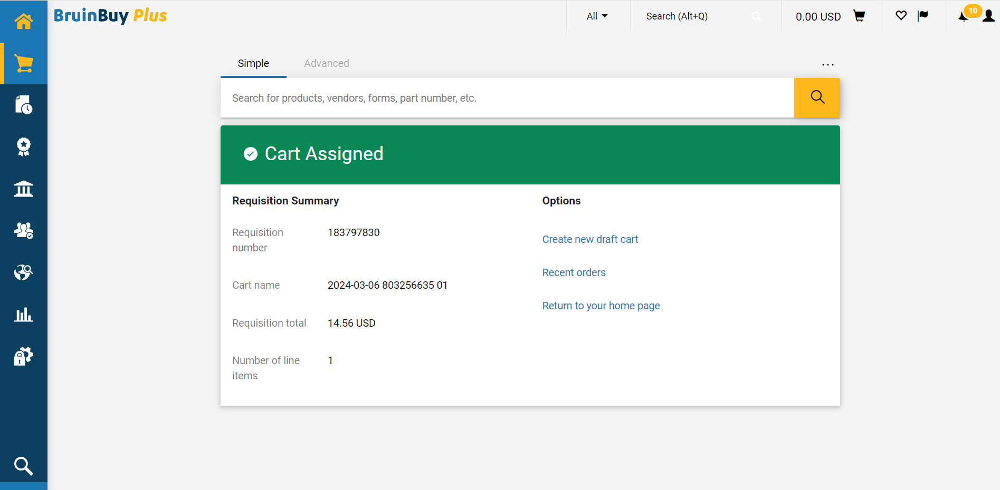 BruinBuy Plus
All
Search (Alt+Q)
0.00 USD
10
Simple
Advanced
...
Search for products, vendors, forms, part number, etc.
Cart Assigned
Requisition Summary
Options
Requisition
number
183797830
Create new draft cart
Recent orders
Cart name
2024-03-06 803256635 01
Return to your home page
Requisition total
14.56 USD
Number of line
items
1